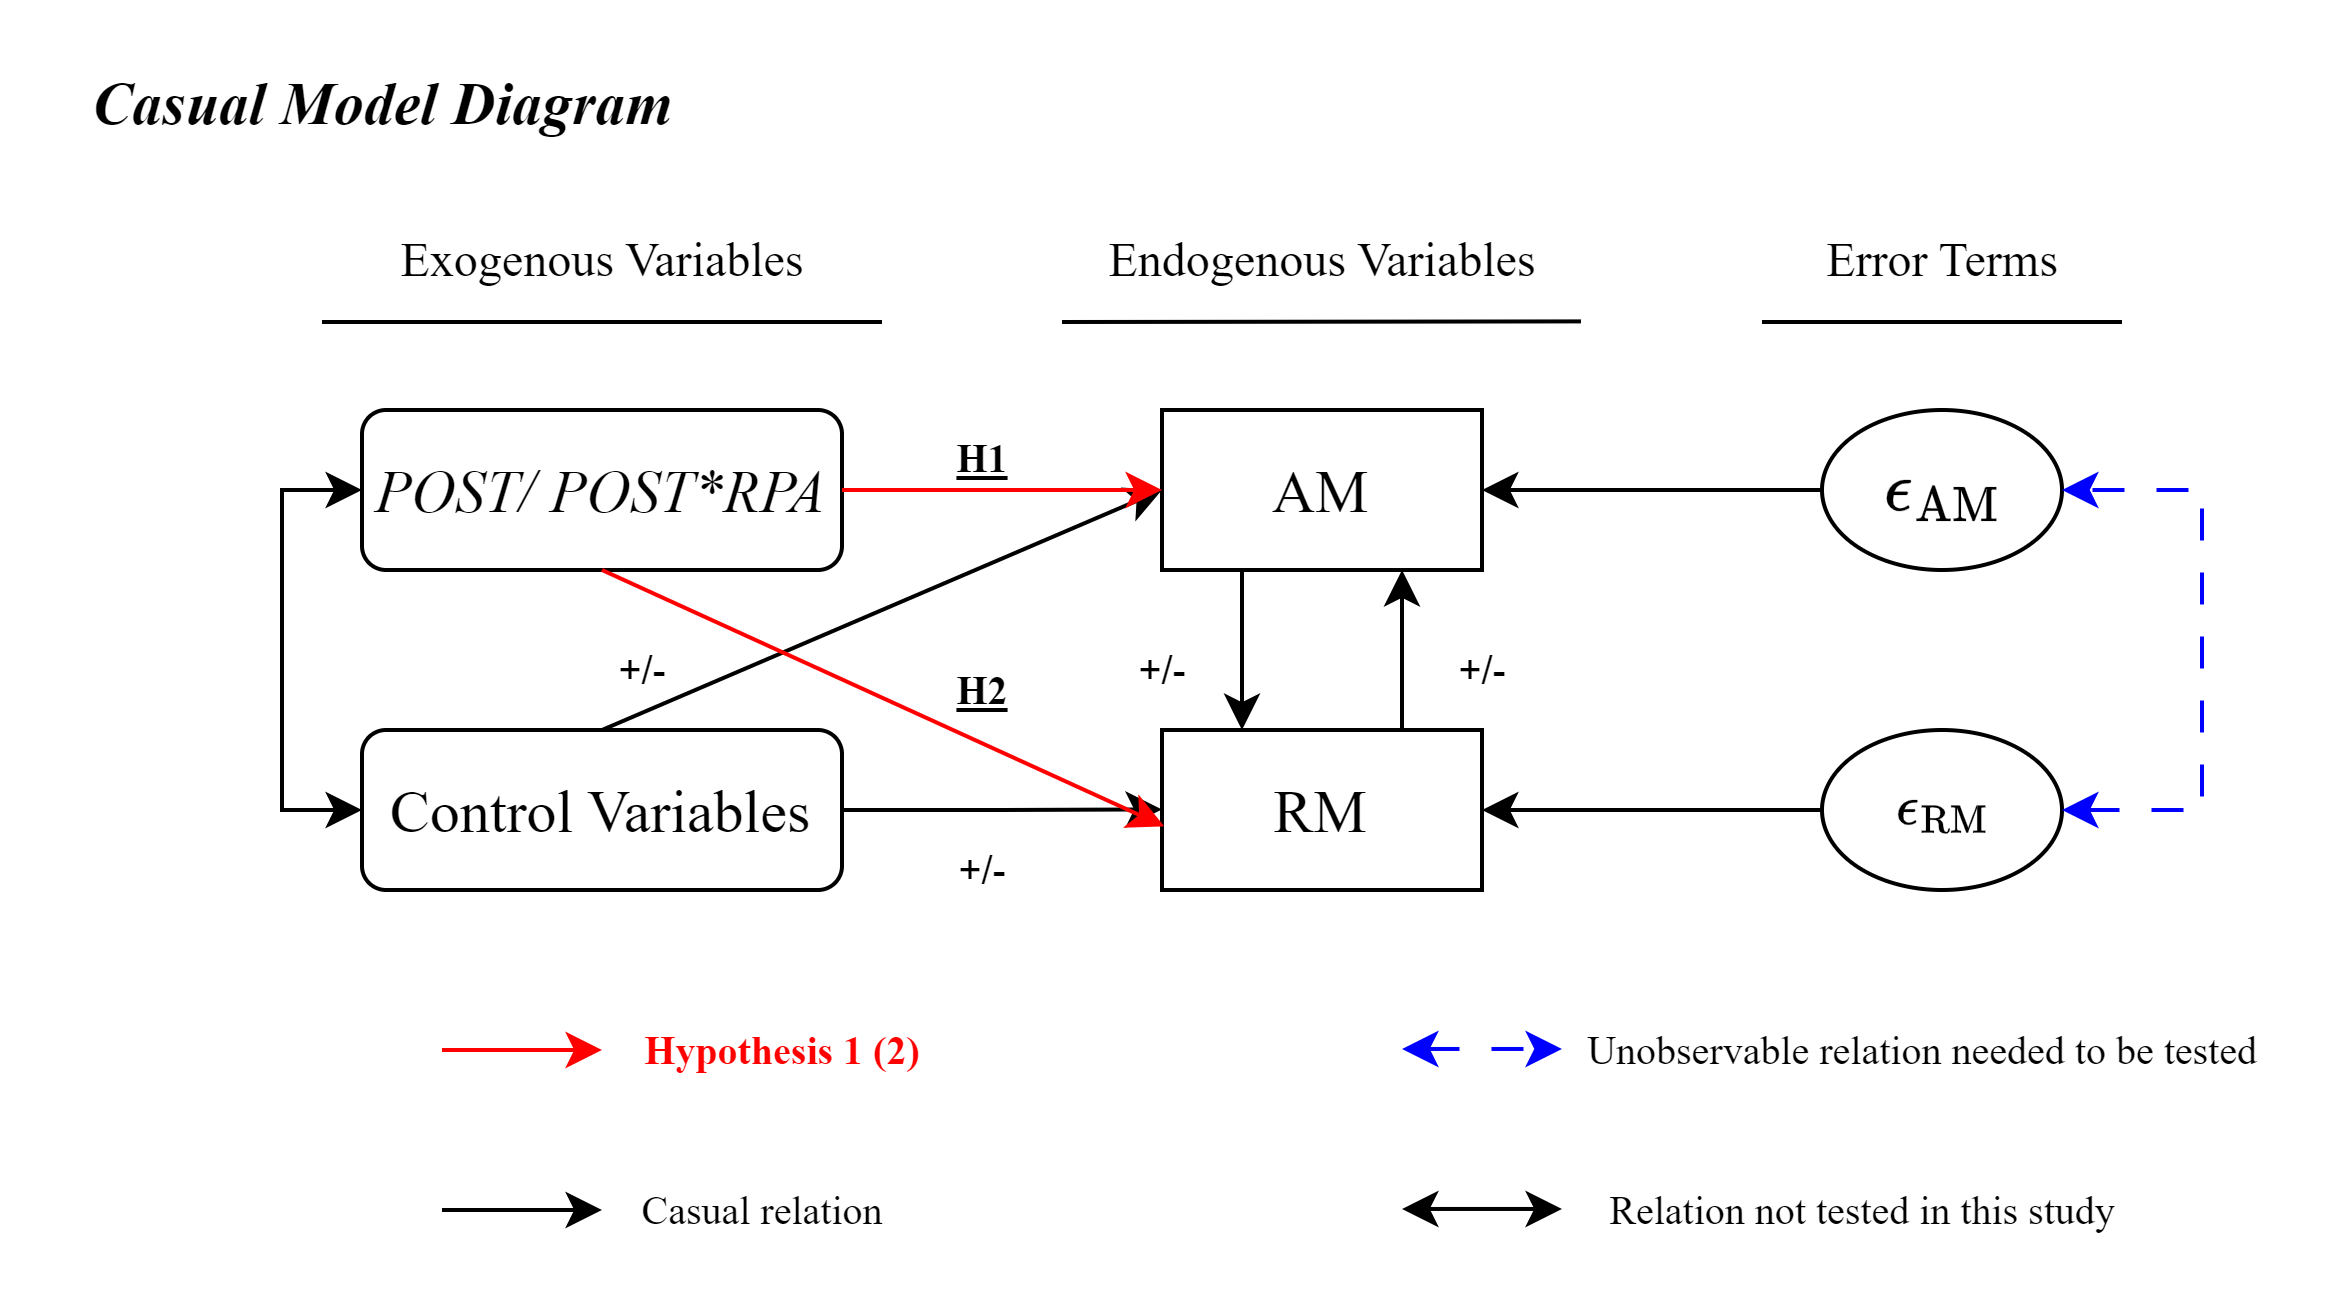 Casual Model Diagram
Exogenous Variables
Endogenous Variables
Error Terms
POST/ POST*RPA
H1
AM
ϵAM
+/-
H2
+/-
+/-
Control Variables
+/-
RM
ϵRM
Hypothesis 1 (2)
Unobservable relation needed to be tested
Casual relation
Relation not tested in this study